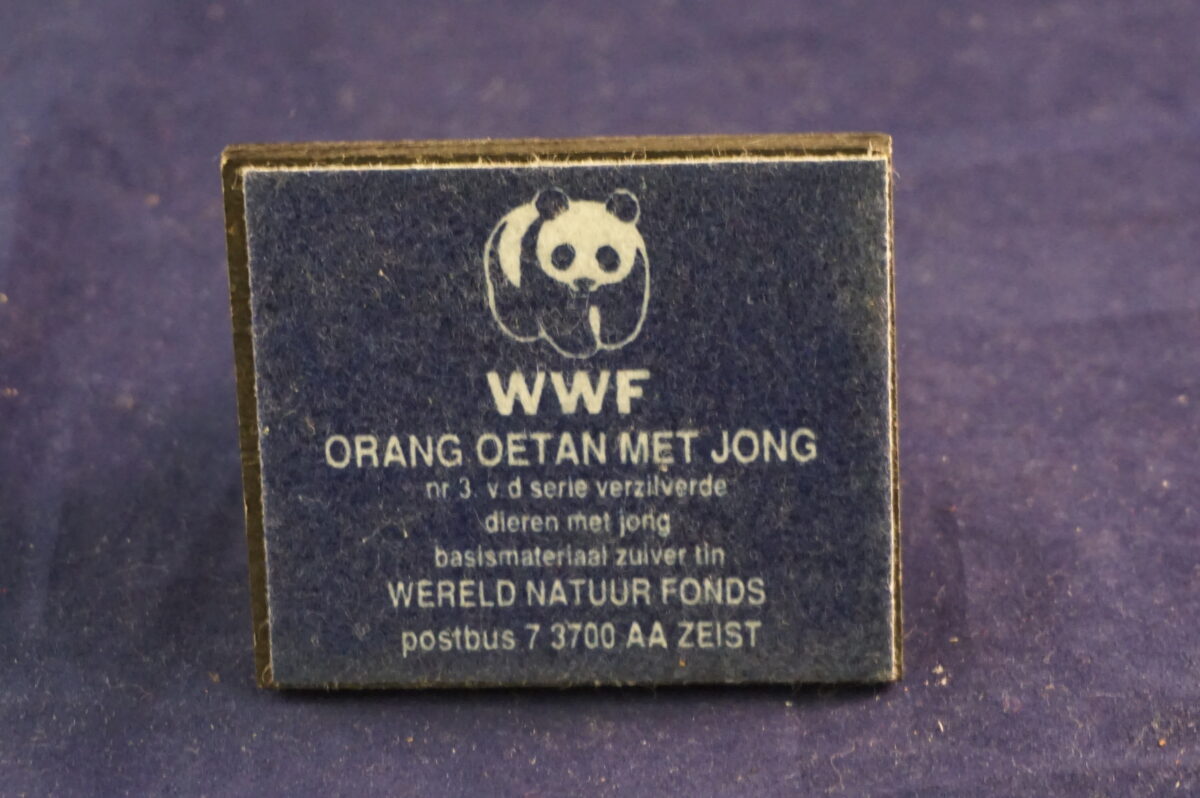 WWF
ORANG OETAN MET JONG
nr 3. v d serie verzilverde
dieren met jong
basismateriaal zuiver tin
WERELD NATUUR FONDS
postbus 7 3700 AA ZEIST